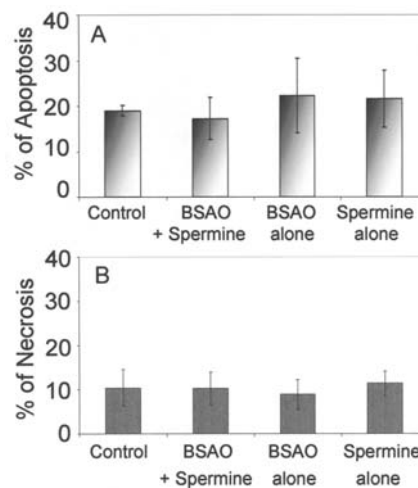 A
% of Apoptosis
40
30
20
10
0
Control
BSAO
+ Spermine
BSAO
alone
Spermine
alone
B
% of Necrosis
40
30
20
10
0
Control
BSAO
+ Spermine
BSAO
alone
Spermine
alone